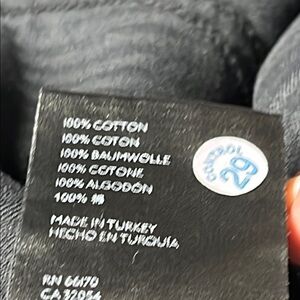 100% COTTON
100% COTON
100% BAUMWOLLE
100% COTONE
100% ALGODON
100% 棉
MADE IN TURKEY
HECHO EN TURQUIA
RN 66170
CA 32054
CONTROL
29